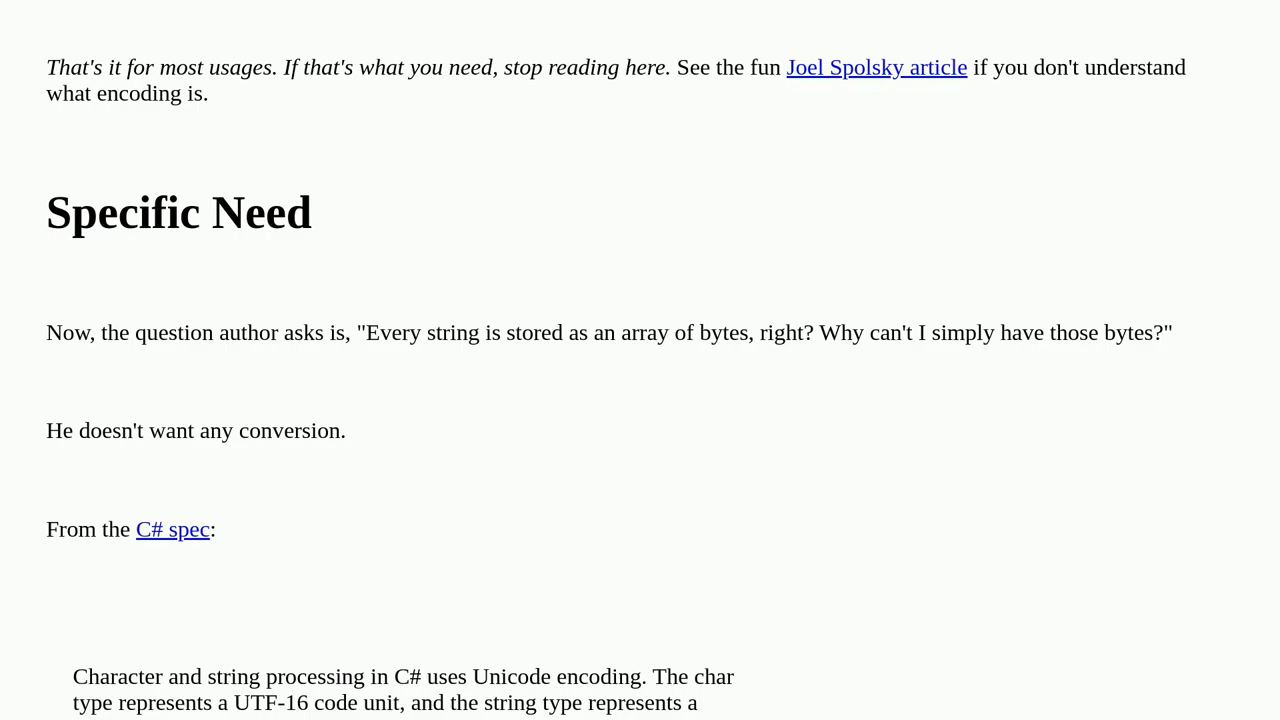 That's it for most usages. If that's what you need, stop reading here. See the fun Joel Spolsky article if you don't understand
what encoding is.
Specific Need
Now, the question author asks is, "Every string is stored as an array of bytes, right? Why can't I simply have those bytes?"
He doesn't want any conversion.
From the C# spec:
Character and string processing in C# uses Unicode encoding. The char
type represents a UTF-16 code unit, and the string type represents a